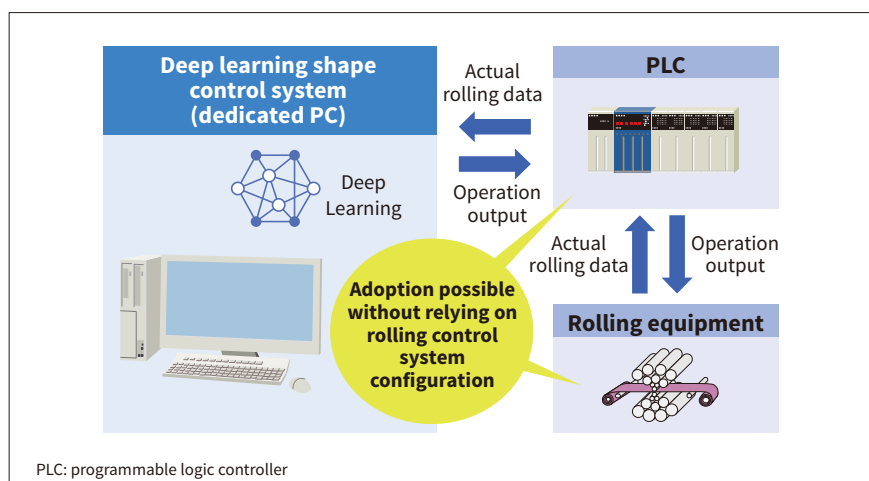 Deep learning shape
control system
(dedicated PC)
Deep
Learning
Actual
rolling data
Operation
output
PLC
Actual
rolling data
Operation
output
Adoption possible
without relying on
rolling control
system
configuration
Rolling equipment
PLC: programmable logic controller